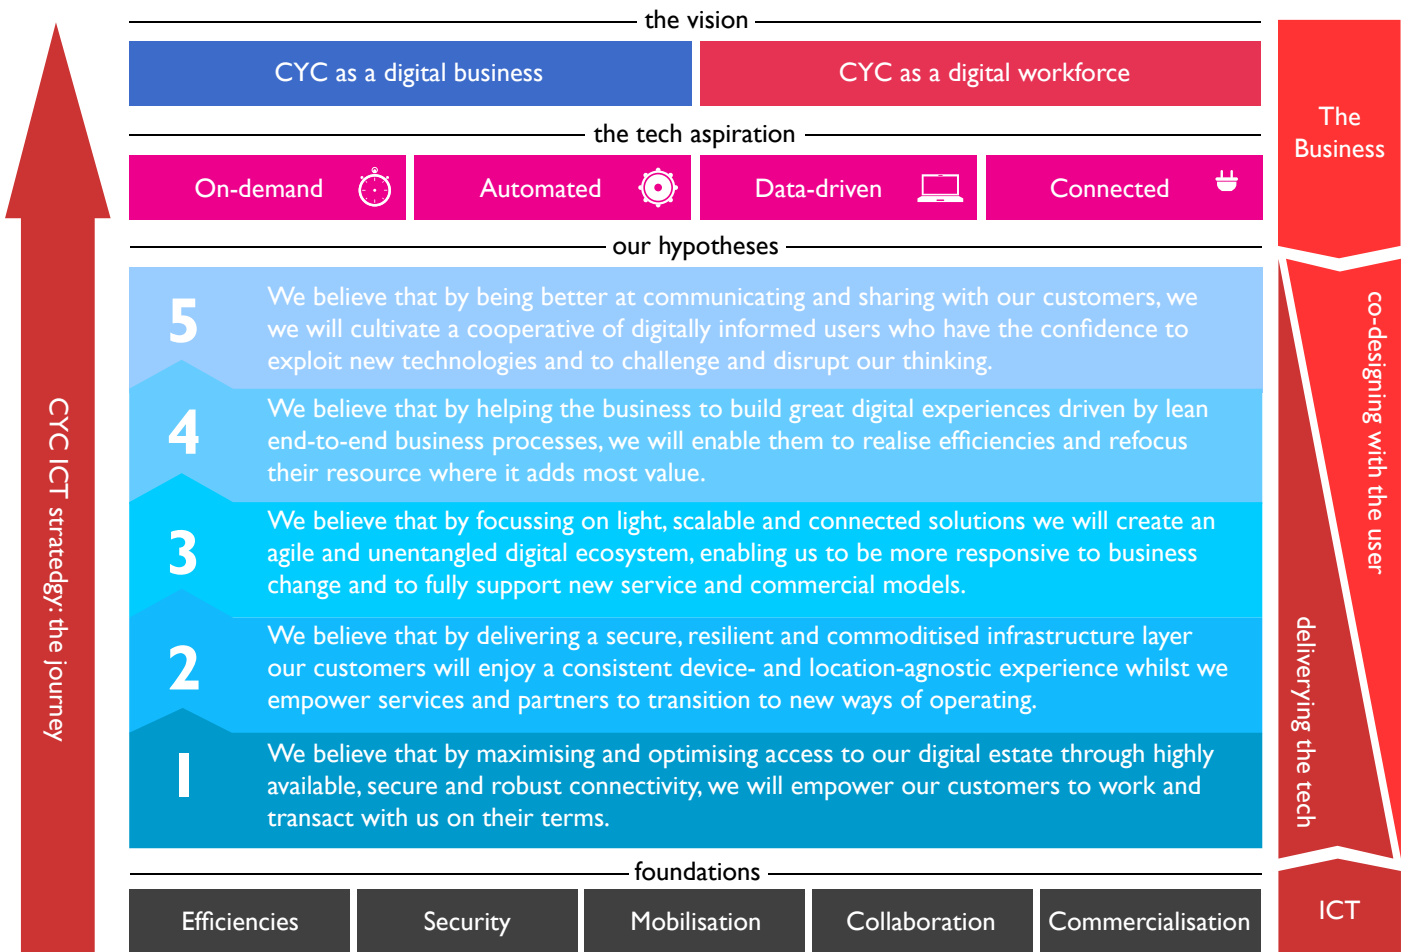 the vision
CYC as a digital business
CYC as a digital workforce
the tech aspiration
On-demand
Automated
Data-driven
Connected
our hypotheses
5
We believe that by being better at communicating and sharing with our customers, we
we will cultivate a cooperative of digitally informed users who have the confidence to
exploit new technologies and to challenge and disrupt our thinking.
4
We believe that by helping the business to build great digital experiences driven by lean
end-to-end business processes, we will enable them to realise efficiencies and refocus
their resource where it adds most value.
3
We believe that by focussing on light, scalable and connected solutions we will create an
agile and unentangled digital ecosystem, enabling us to be more responsive to business
change and to fully support new service and commercial models.
2
We believe that by delivering a secure, resilient and commoditised infrastructure layer
our customers will enjoy a consistent device- and location-agnostic experience whilst we
empower services and partners to transition to new ways of operating.
1
We believe that by maximising and optimising access to our digital estate through highly
available, secure and robust connectivity, we will empower our customers to work and
transact with us on their terms.
foundations
Efficiencies
Security
Mobilisation
Collaboration
Commercialisation
CYC ICT stratedgy: the journey
The
Business
co-designing with the user
deliverying the tech
ICT